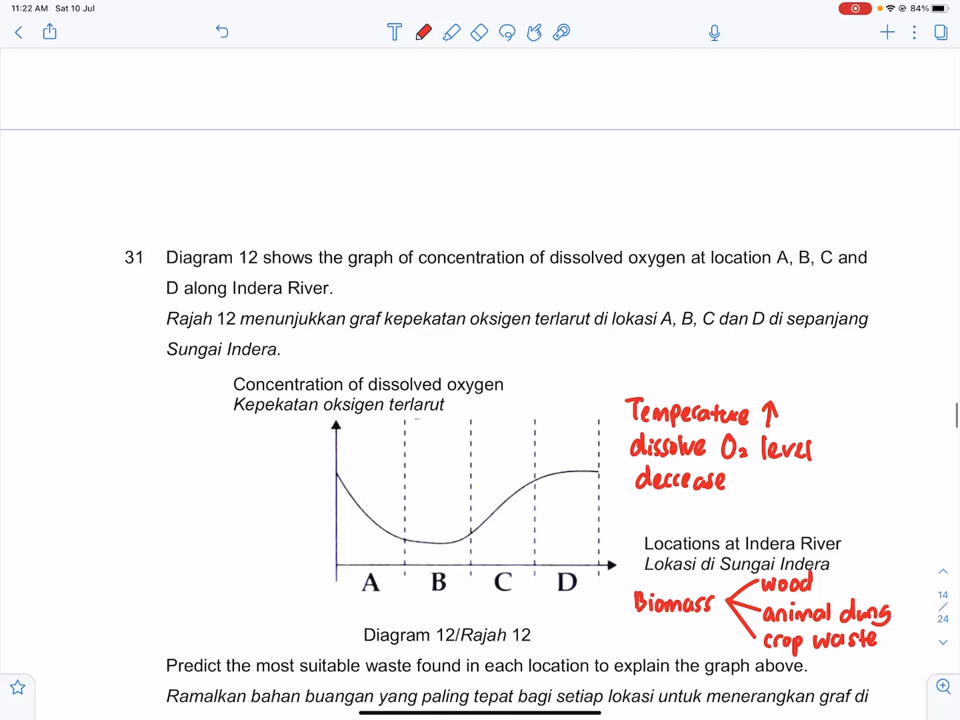 11:22 AM Sat 10 Jul
84%
31 Diagram 12 shows the graph of concentration of dissolved oxygen at location A, B, C and
D along Indera River.
Rajah 12 menunjukkan graf kepekatan oksigen terlarut di lokasi A, B, C dan D di sepanjang
Sungai Indera.
Concentration of dissolved oxygen
Kepekatan oksigen terlarut
Temperature ↑
dissolve O₂ level
decrease
Locations at Indera River
Lokasi di Sungai Indera
A B C D
Biomass
wood
animal dung
crop waste
14
/
24
Diagram 12/Rajah 12
Predict the most suitable waste found in each location to explain the graph above.
Ramalkan bahan buangan yang paling tepat bagi setiap lokasi untuk menerangkan graf di